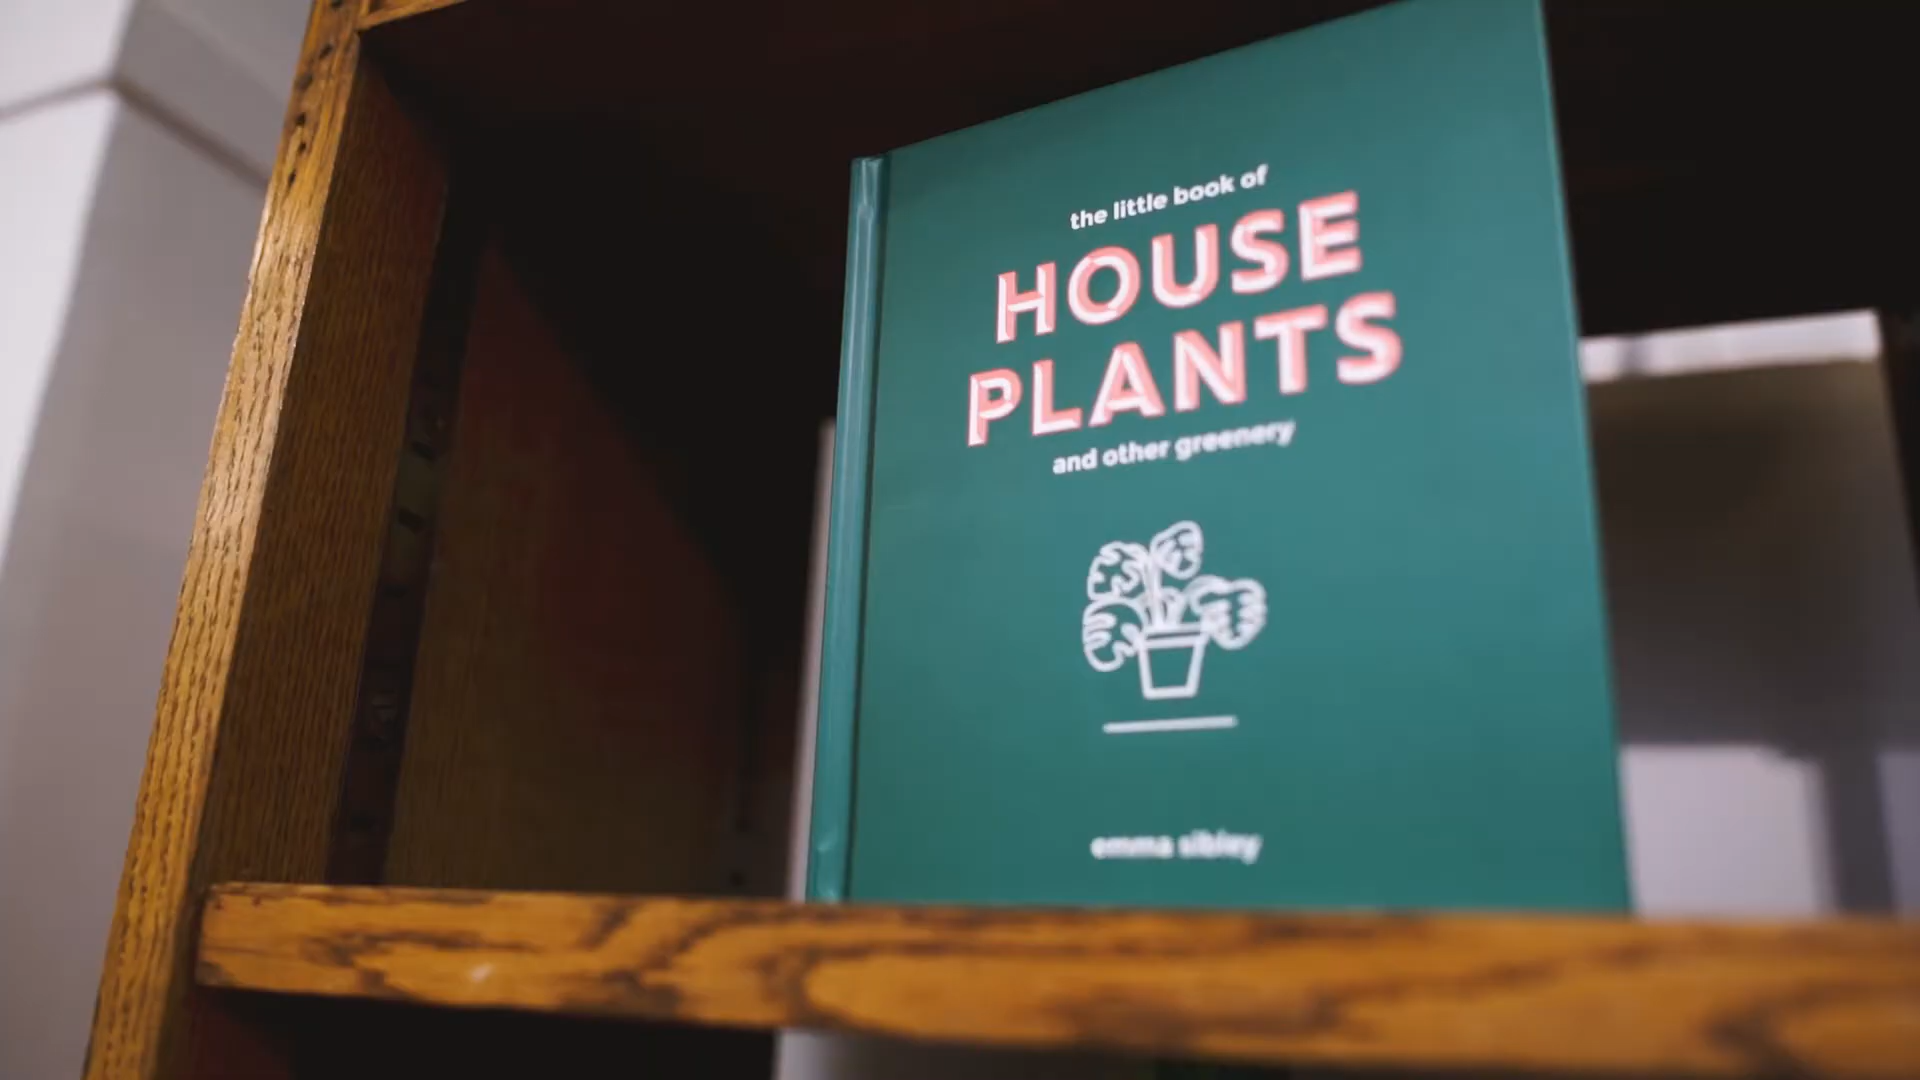 the little book of
HOUSE
PLANTS
and other greenery
emma sibley